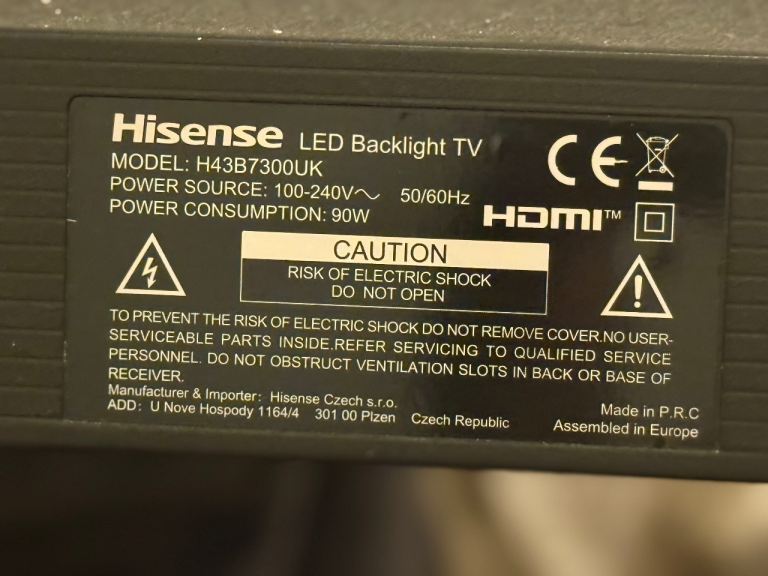 Hisense LED Backlight TV
MODEL: H43B7300UK
POWER SOURCE: 100-240V～ 50/60Hz
POWER CONSUMPTION: 90W
CE
HDMI™
CAUTION
RISK OF ELECTRIC SHOCK
DO NOT OPEN
TO PREVENT THE RISK OF ELECTRIC SHOCK DO NOT REMOVE COVER.NO USER-
SERVICEABLE PARTS INSIDE.REFER SERVICING TO QUALIFIED SERVICE
PERSONNEL. DO NOT OBSTRUCT VENTILATION SLOTS IN BACK OR BASE OF
RECEIVER.
Manufacturer & Importer: Hisense Czech s.r.o.
ADD: U Nove Hospody 1164/4 301 00 Plzen Czech Republic
Made in P.R.C
Assembled in Europe